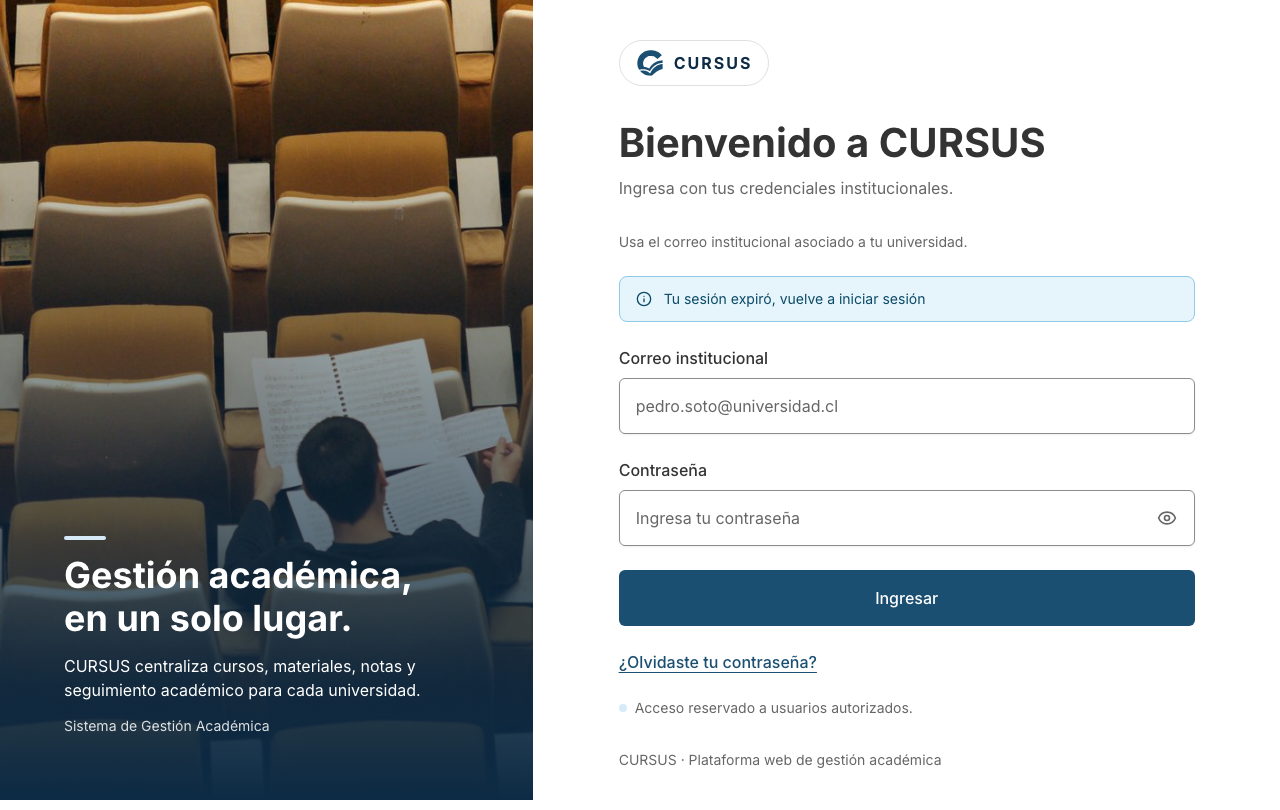 CURSUS
Bienvenido a CURSUS
Ingresa con tus credenciales institucionales.
Usa el correo institucional asociado a tu universidad.
Tu sesión expiró, vuelve a iniciar sesión
Correo institucional
pedro.soto@universidad.cl
Contraseña
Ingresa tu contraseña
Ingresar
¿Olvidaste tu contraseña?
Acceso reservado a usuarios autorizados.
CURSUS · Plataforma web de gestión académica
Gestión académica,
en un solo lugar.
CURSUS centraliza cursos, materiales, notas y
seguimiento académico para cada universidad.
Sistema de Gestión Académica